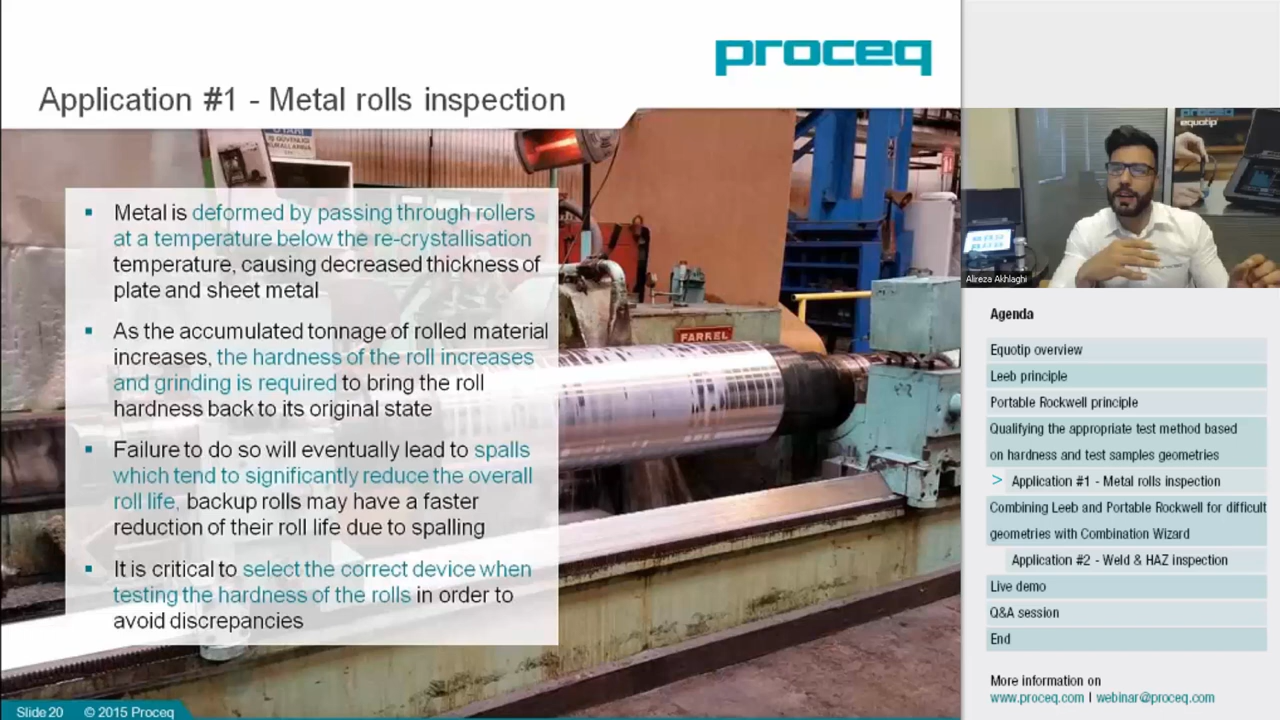 proceq
Application #1 - Metal rolls inspection
▪ Metal is deformed by passing through rollers
at a temperature below the re-crystallisation
temperature, causing decreased thickness of
plate and sheet metal
▪ As the accumulated tonnage of rolled material
increases, the hardness of the roll increases
and grinding is required to bring the roll
hardness back to its original state
▪ Failure to do so will eventually lead to spalls
which tend to significantly reduce the overall
roll life, backup rolls may have a faster
reduction of their roll life due to spalling
▪ It is critical to select the correct device when
testing the hardness of the rolls in order to
avoid discrepancies
FARREL
Slide 20 © 2015 Proceq
proceq
equotip
Alireza Akhlaghi
Agenda
Equotip overview
Leeb principle
Portable Rockwell principle
Qualifying the appropriate test method based
on hardness and test samples geometries
> Application #1 - Metal rolls inspection
Combining Leeb and Portable Rockwell for difficult
geometries with Combination Wizard
Application #2 - Weld & HAZ inspection
Live demo
Q&A session
End
More information on
www.proceq.com | webinar@proceq.com